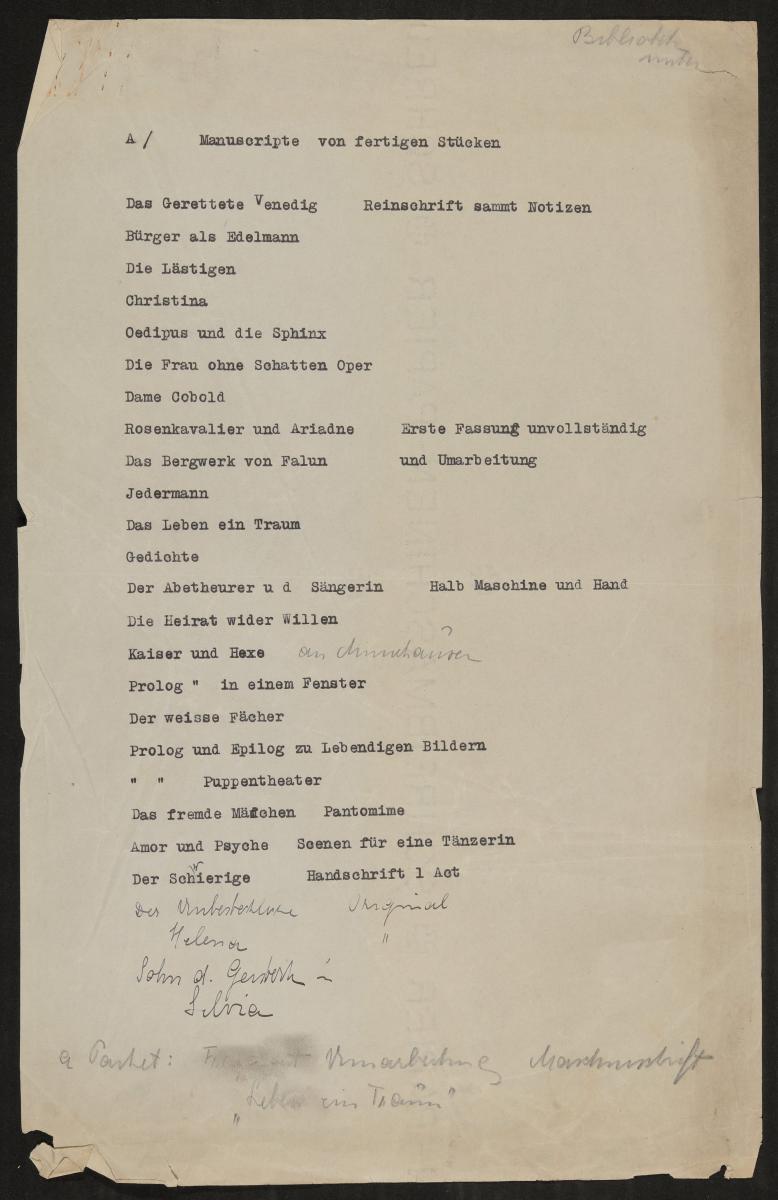 Biblioth
unten
A/ Manuscripte von fertigen Stücken
Das Gerettete Venedig Reinschrift sammt Notizen
Bürger als Edelmann
Die Lästigen
Christina
Oedipus und die Sphinx
Die Frau ohne Schatten Oper
Dame Cobold
Rosenkavalier und Ariadne Erste Fassung unvollständig
Das Bergwerk von Falun und Umarbeitung
Jedermann
Das Leben ein Traum
Gedichte
Der Abetheurer u d Sängerin Halb Maschine und Hand
Die Heirat wider Willen
Kaiser und Hexe an Münchhausen
Prolog " in einem Fenster
Der weisse Fächer
Prolog und Epilog zu Lebendigen Bildern
" " Puppentheater
Das fremde Mädchen Pantomime
Amor und Psyche Scenen für eine Tänzerin
Der Schwierige Handschrift 1 Act
Der Unbestechliche Original
Helena "
Sohn d. Geistesh
Silvia
a Packet: Umarbeitung Maschinschrift
"Leben ein Traum"
"